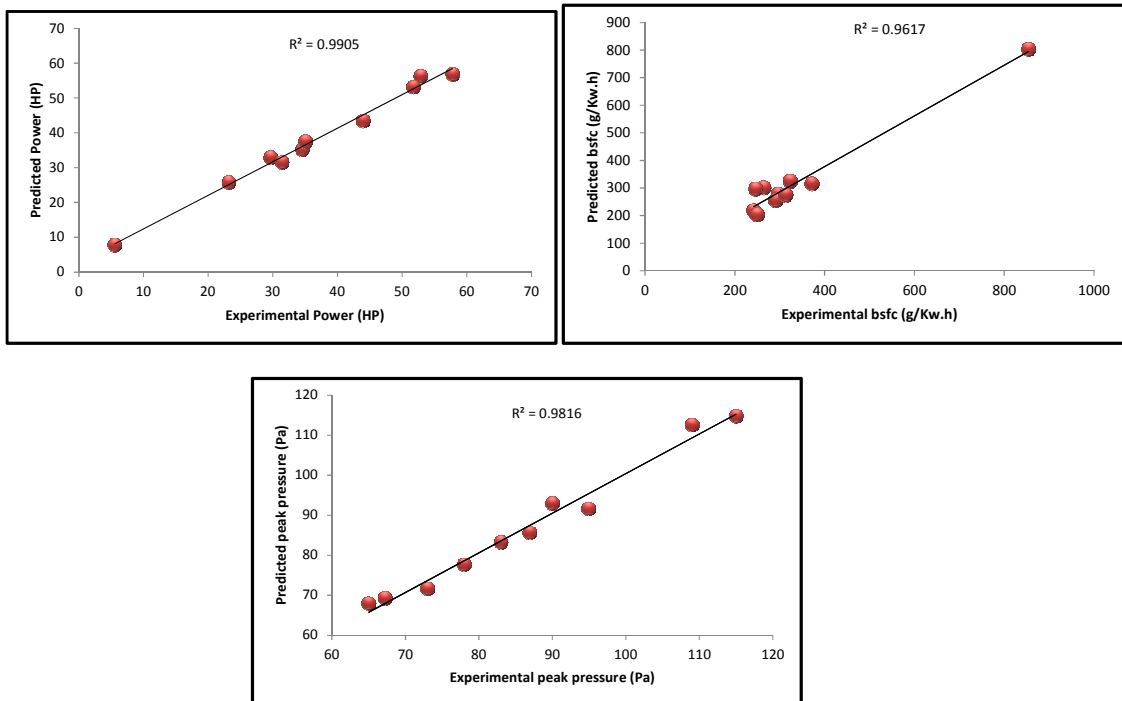 R² = 0.9905
Predicted Power (HP)
70
60
50
40
30
20
10
0
0 10 20 30 40 50 60 70
Experimental Power (HP)
R² = 0.9617
Predicted bsfc (g/Kw.h)
900
800
700
600
500
400
300
200
100
0
0 200 400 600 800 1000
Experimental bsfc (g/Kw.h)
R² = 0.9816
Predicted peak pressure (Pa)
120
110
100
90
80
70
60
60 70 80 90 100 110 120
Experimental peak pressure (Pa)